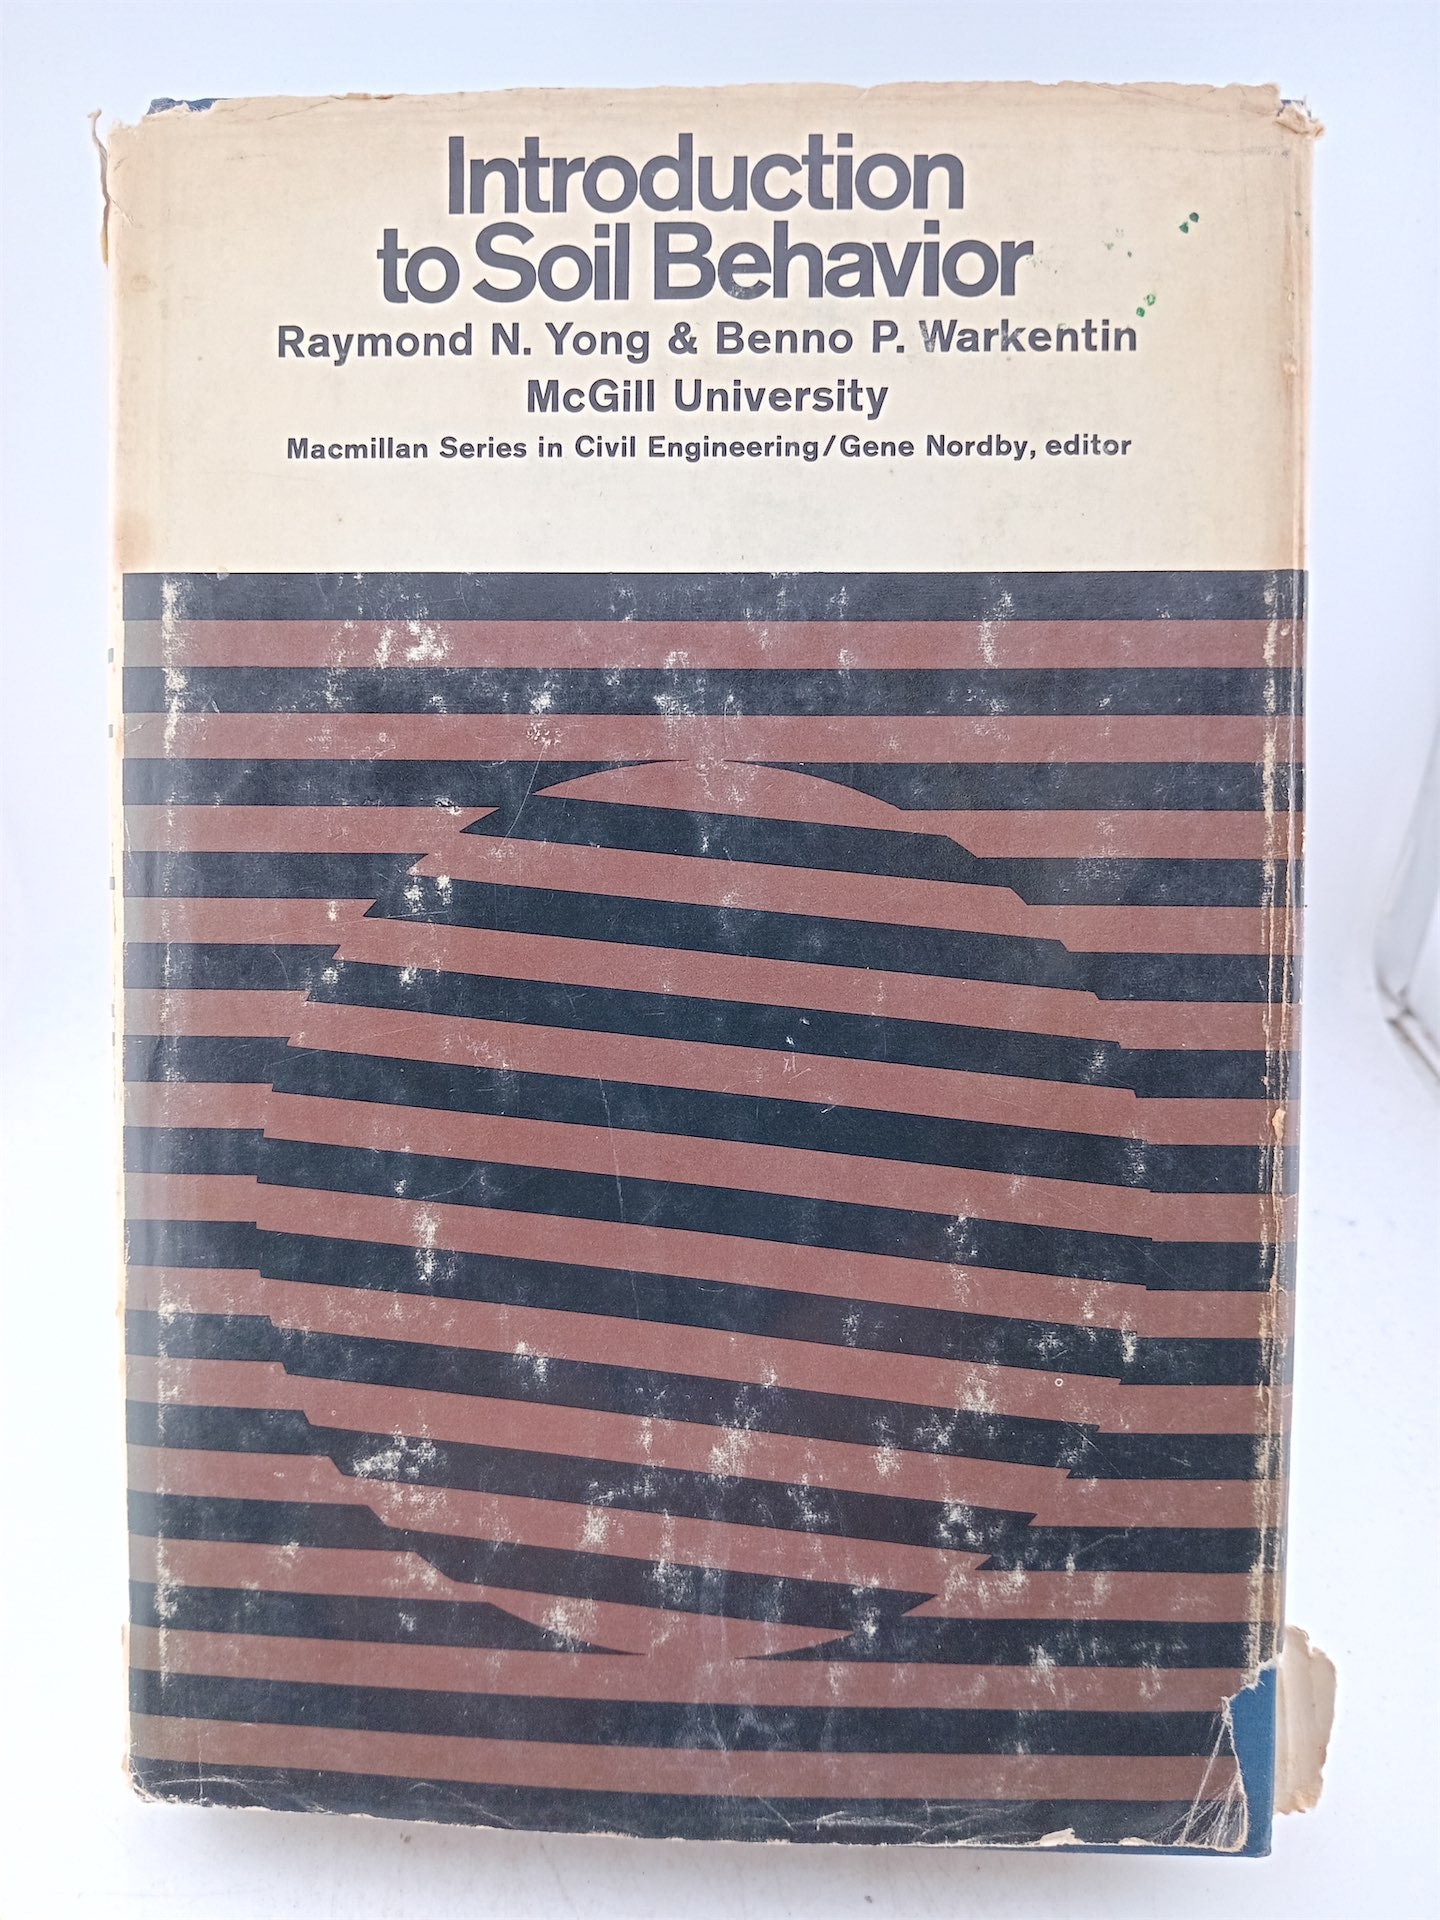 Introduction
to Soil Behavior
Raymond N. Yong & Benno P. Warkentin
McGill University
Macmillan Series in Civil Engineering/Gene Nordby, editor